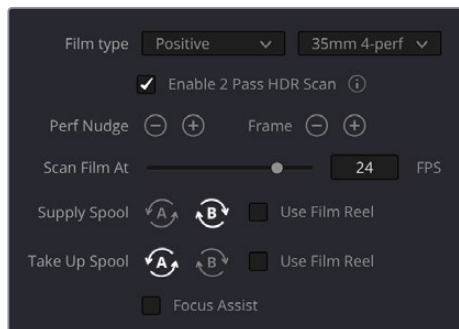 Film type Positive 35mm 4-perf
Enable 2 Pass HDR Scan
Perf Nudge Frame
Scan Film At 24 FPS
Supply Spool A B Use Film Reel
Take Up Spool A B Use Film Reel
Focus Assist